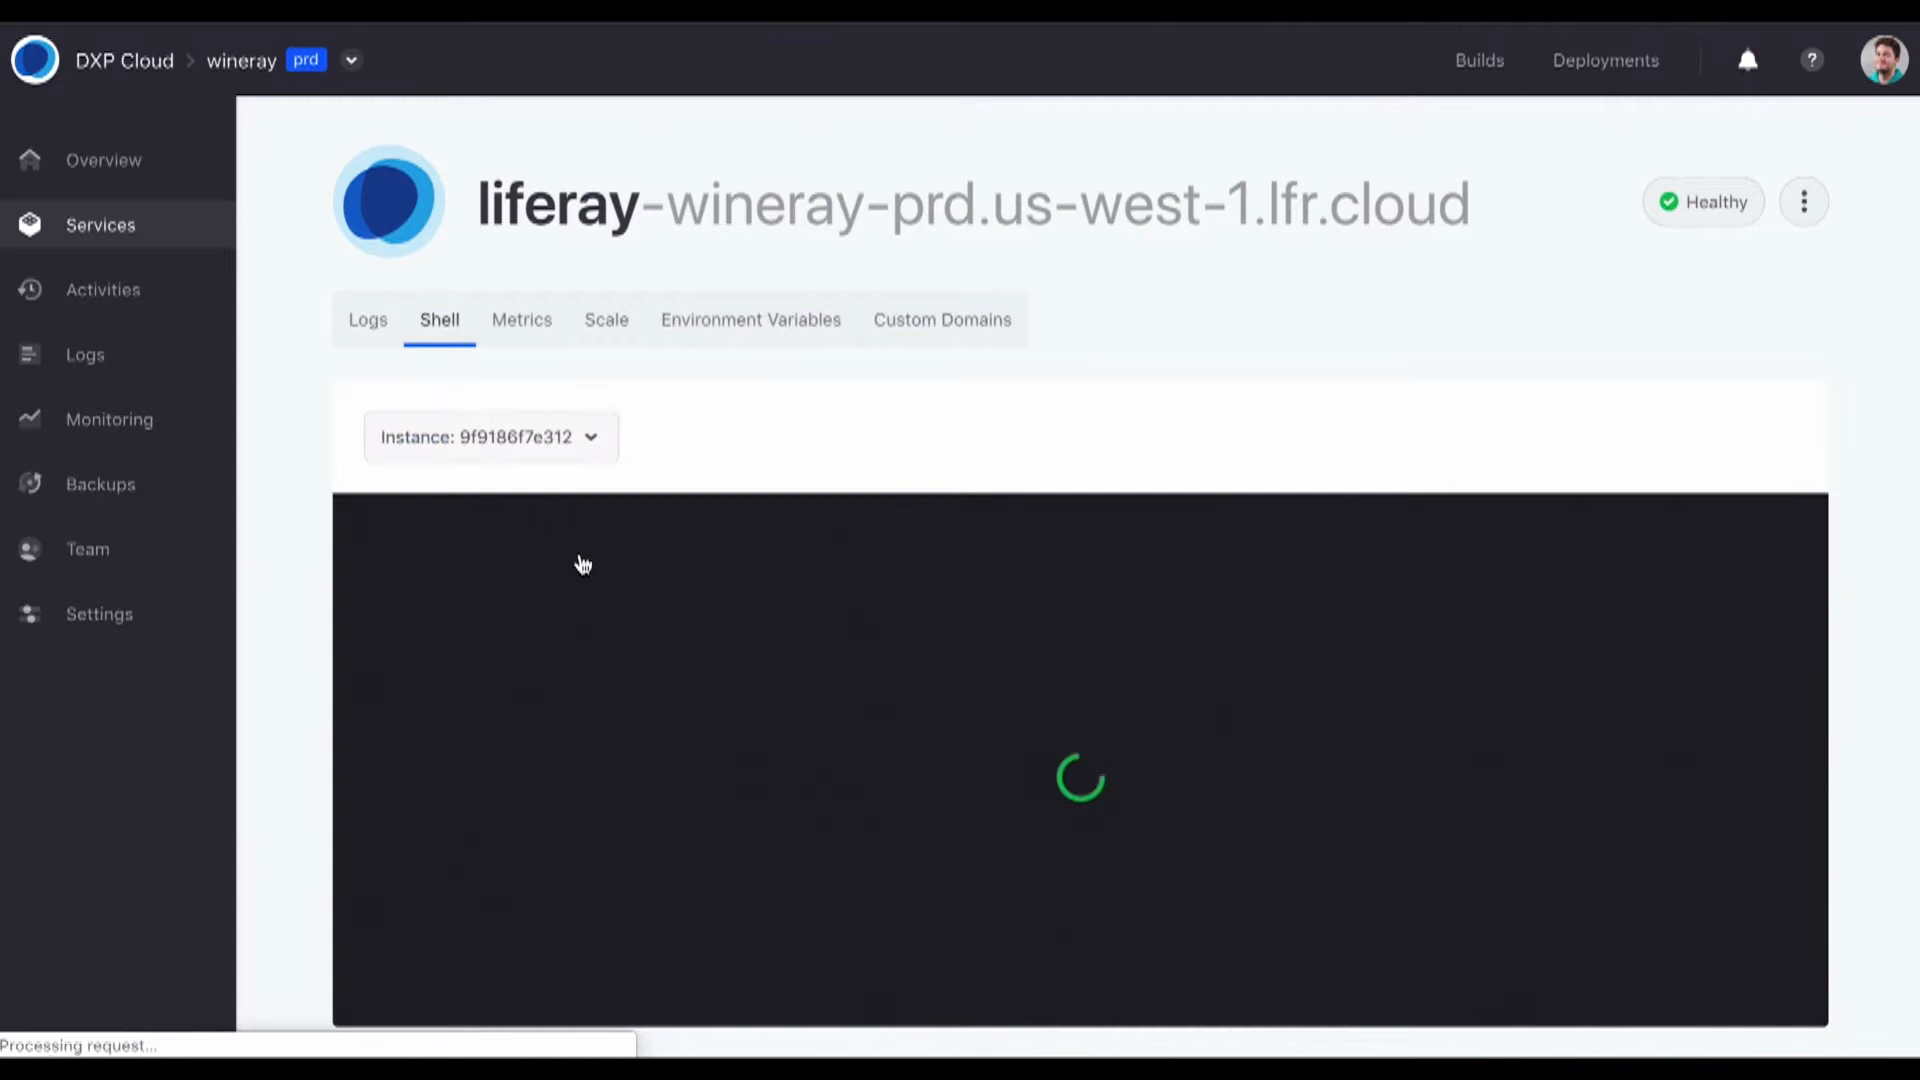 DXP Cloud > wineray prd
Builds
Deployments
?
Overview
Services
Activities
Logs
Monitoring
Backups
Team
Settings
liferay-wineray-prd.us-west-1.lfr.cloud
Healthy
Logs Shell Metrics Scale Environment Variables Custom Domains
Instance: 9f9186f7e312
Processing request...